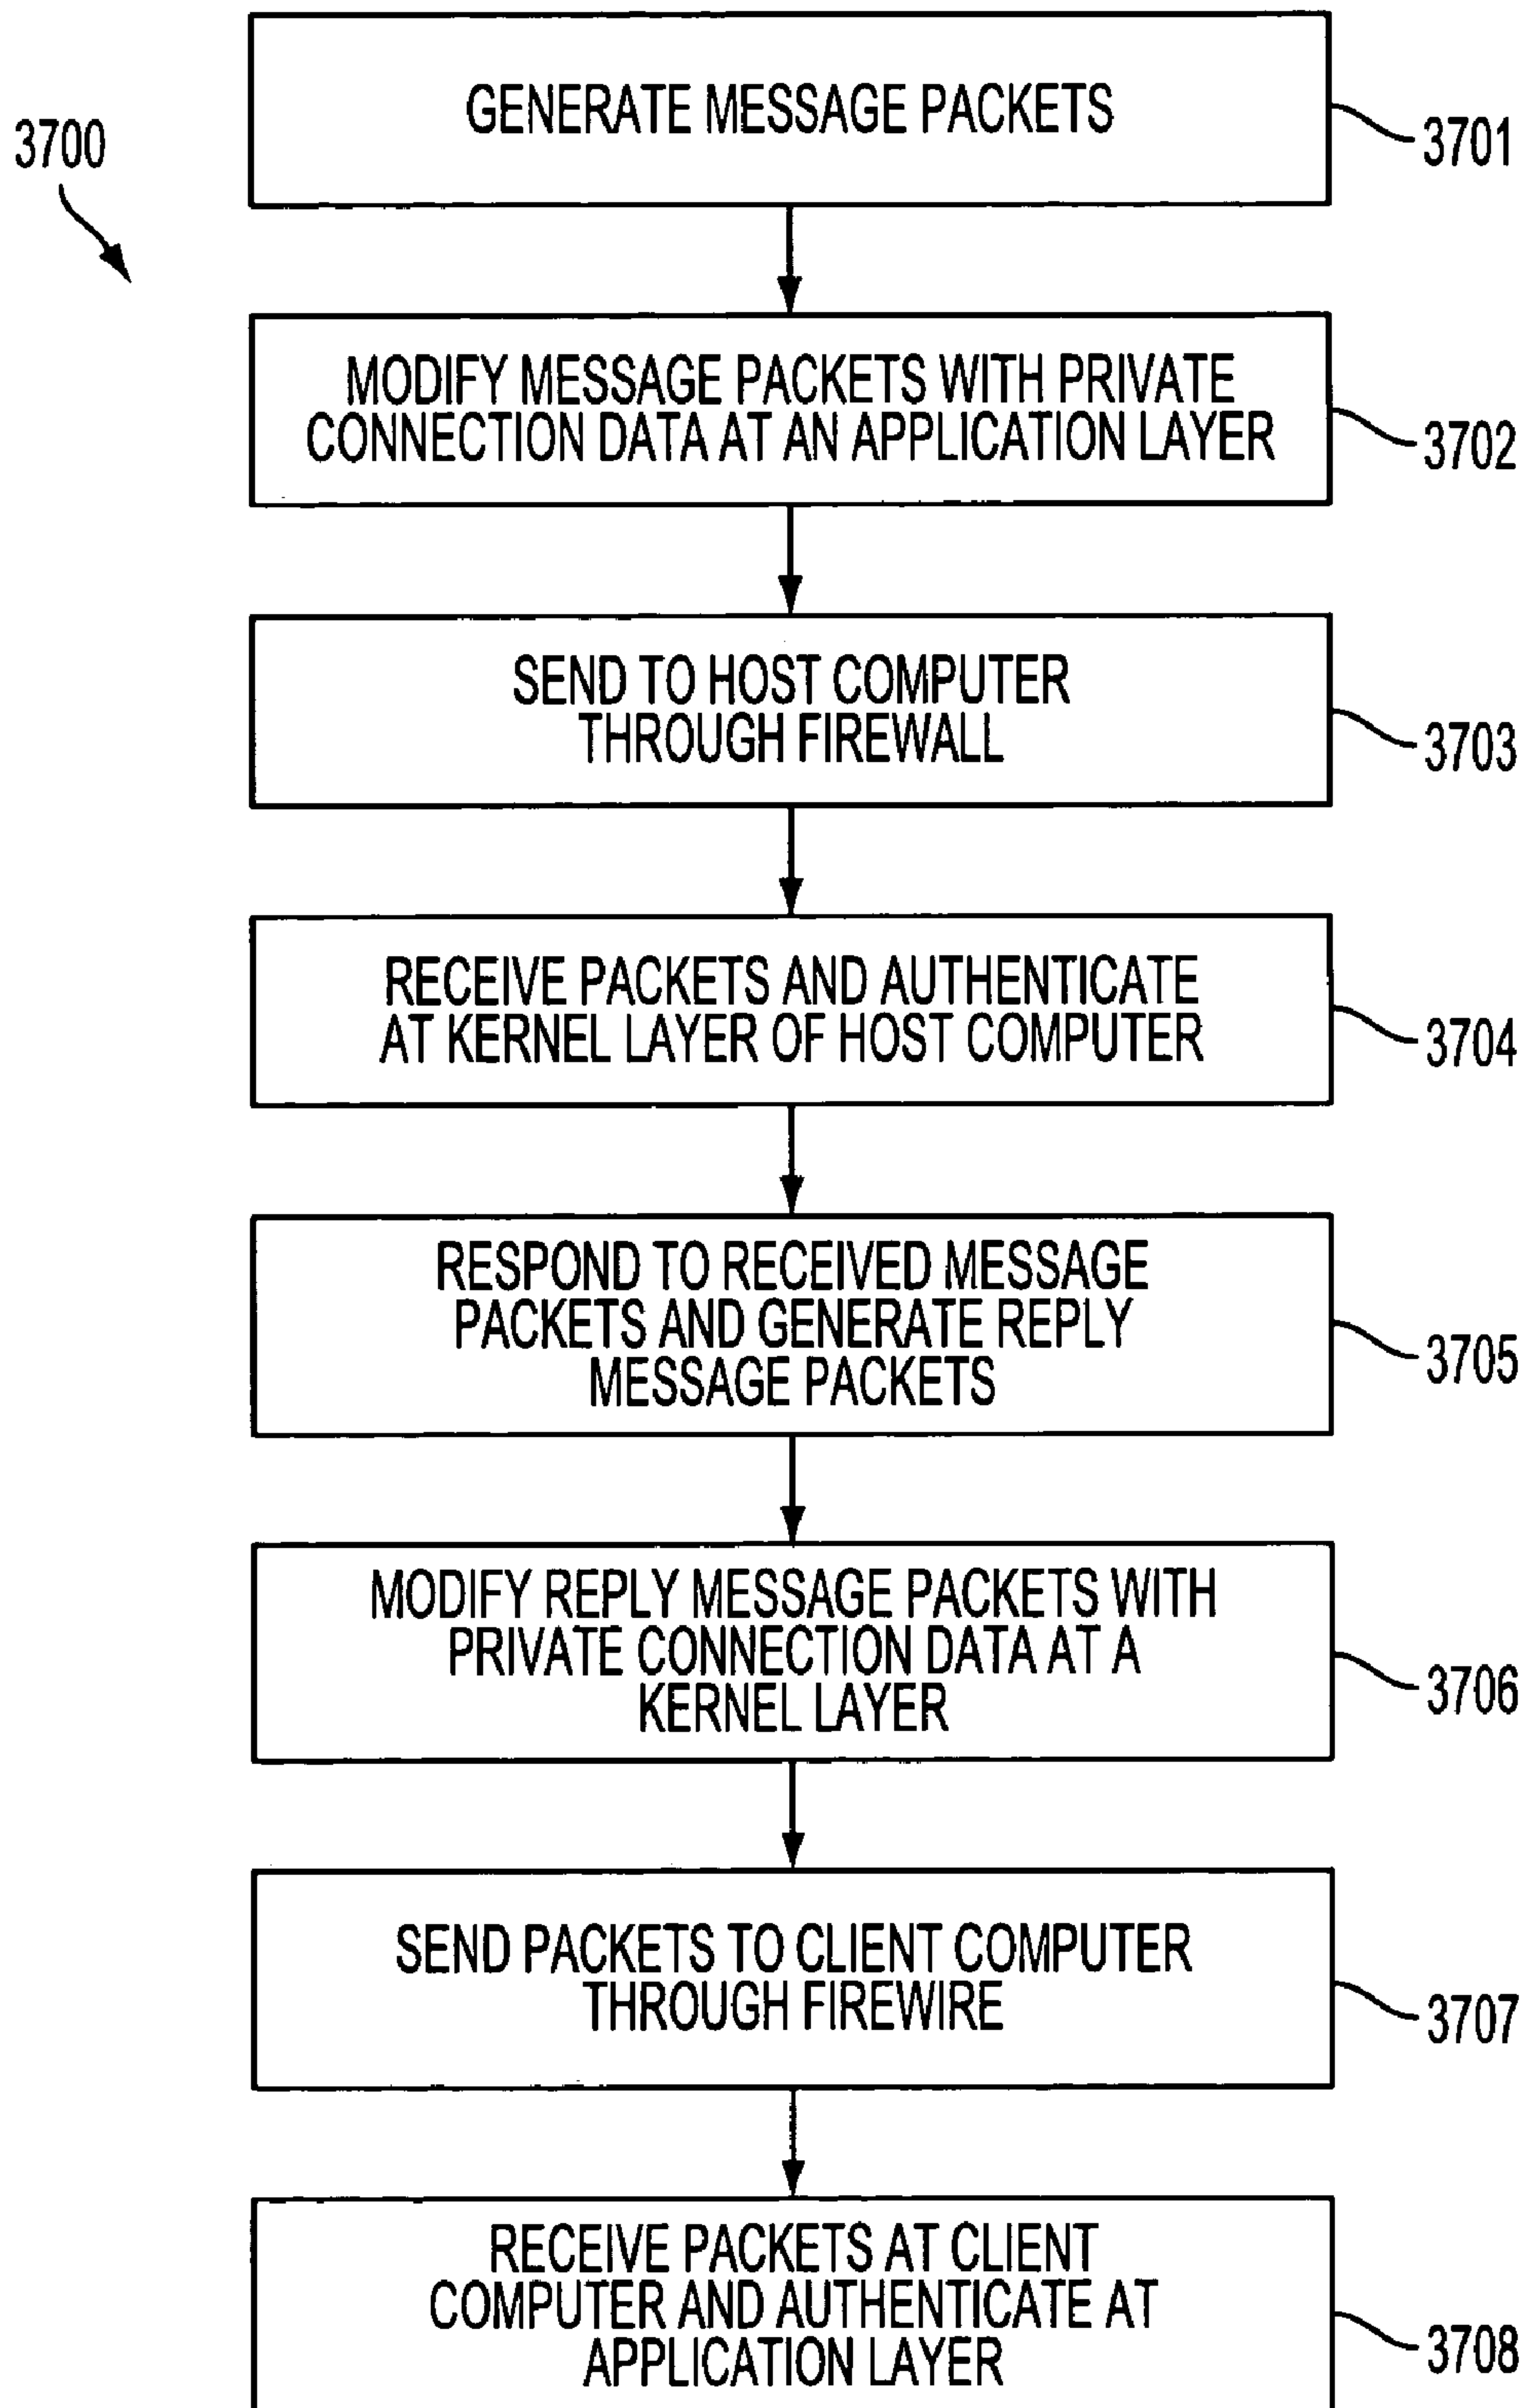 3700
GENERATE MESSAGE PACKETS
3701
MODIFY MESSAGE PACKETS WITH PRIVATE
CONNECTION DATA AT AN APPLICATION LAYER
3702
SEND TO HOST COMPUTER
THROUGH FIREWALL
3703
RECEIVE PACKETS AND AUTHENTICATE
AT KERNEL LAYER OF HOST COMPUTER
3704
RESPOND TO RECEIVED MESSAGE
PACKETS AND GENERATE REPLY
MESSAGE PACKETS
3705
MODIFY REPLY MESSAGE PACKETS WITH
PRIVATE CONNECTION DATA AT A
KERNEL LAYER
3706
SEND PACKETS TO CLIENT COMPUTER
THROUGH FIREWIRE
3707
RECEIVE PACKETS AT CLIENT
COMPUTER AND AUTHENTICATE AT
APPLICATION LAYER
3708